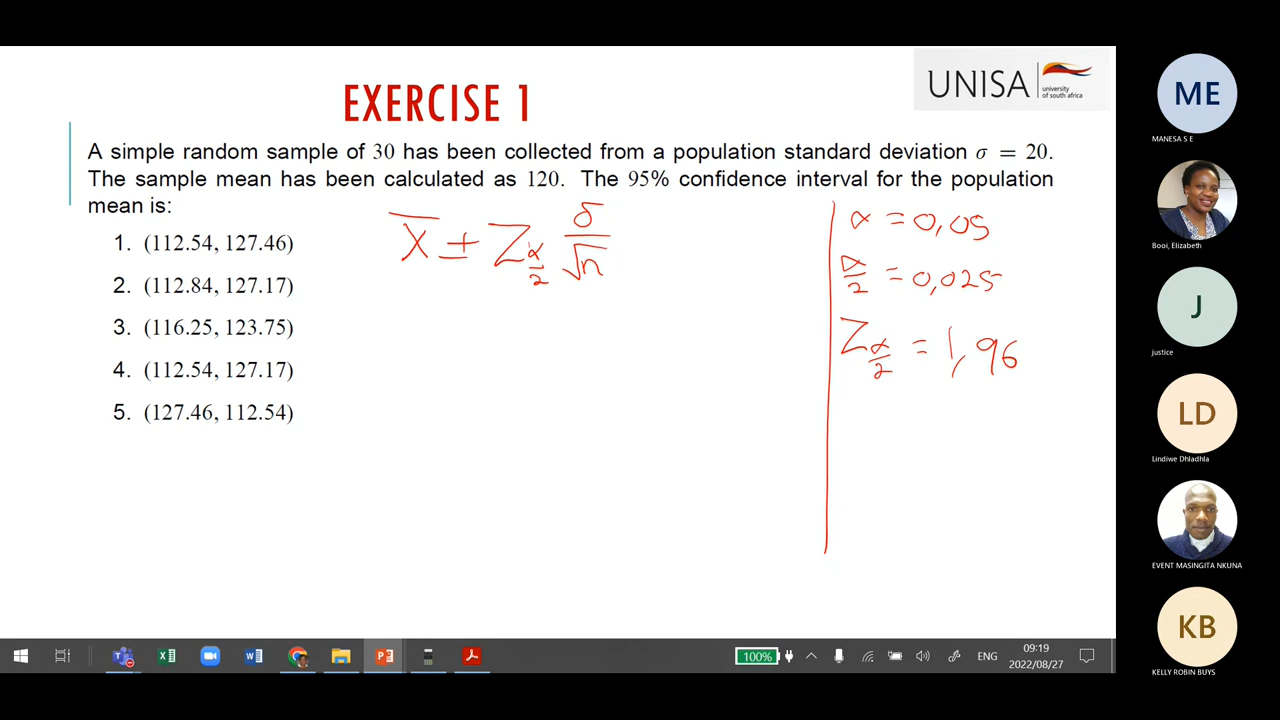 EXERCISE 1
UNISA
university
of south africa
A simple random sample of 30 has been collected from a population standard deviation σ = 20.
The sample mean has been calculated as 120. The 95% confidence interval for the population
mean is:
1. (112.54, 127.46)
2. (112.84, 127.17)
3. (116.25, 123.75)
4. (112.54, 127.17)
5. (127.46, 112.54)
X̅ ± Z α/2 δ/√n
α = 0,05
α/2 = 0,025
Z α/2 = 1,96
ME
MANESA S E
Booi, Elizabeth
J
justice
LD
Lindiwe Dhladhla
EVENT MASINGITA NKUNA
KB
KELLY ROBIN BUYS
100%
ENG
09:19
2022/08/27